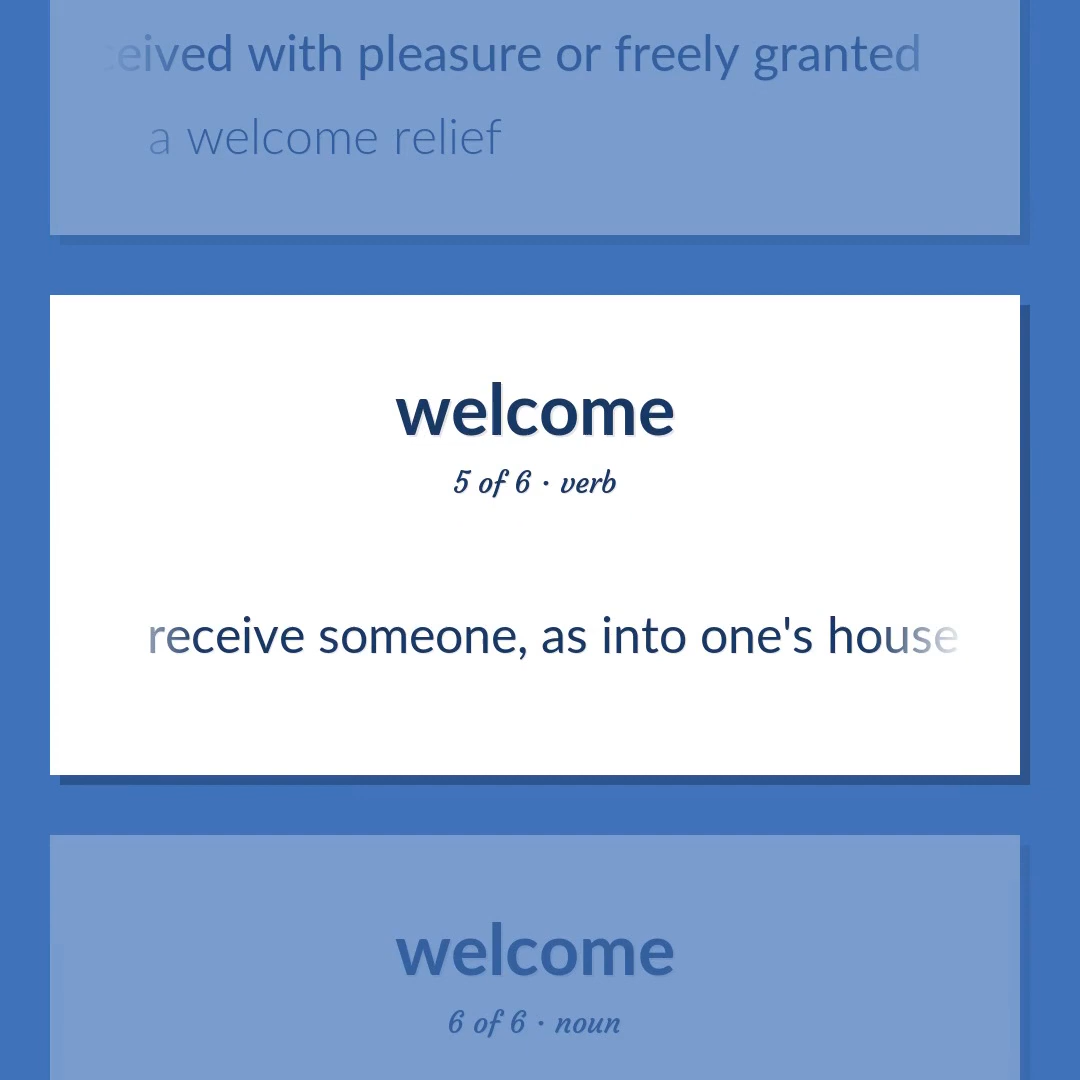 ceived with pleasure or freely granted
a welcome relief
welcome
5 of 6 · verb
receive someone, as into one's house
welcome
6 of 6 · noun